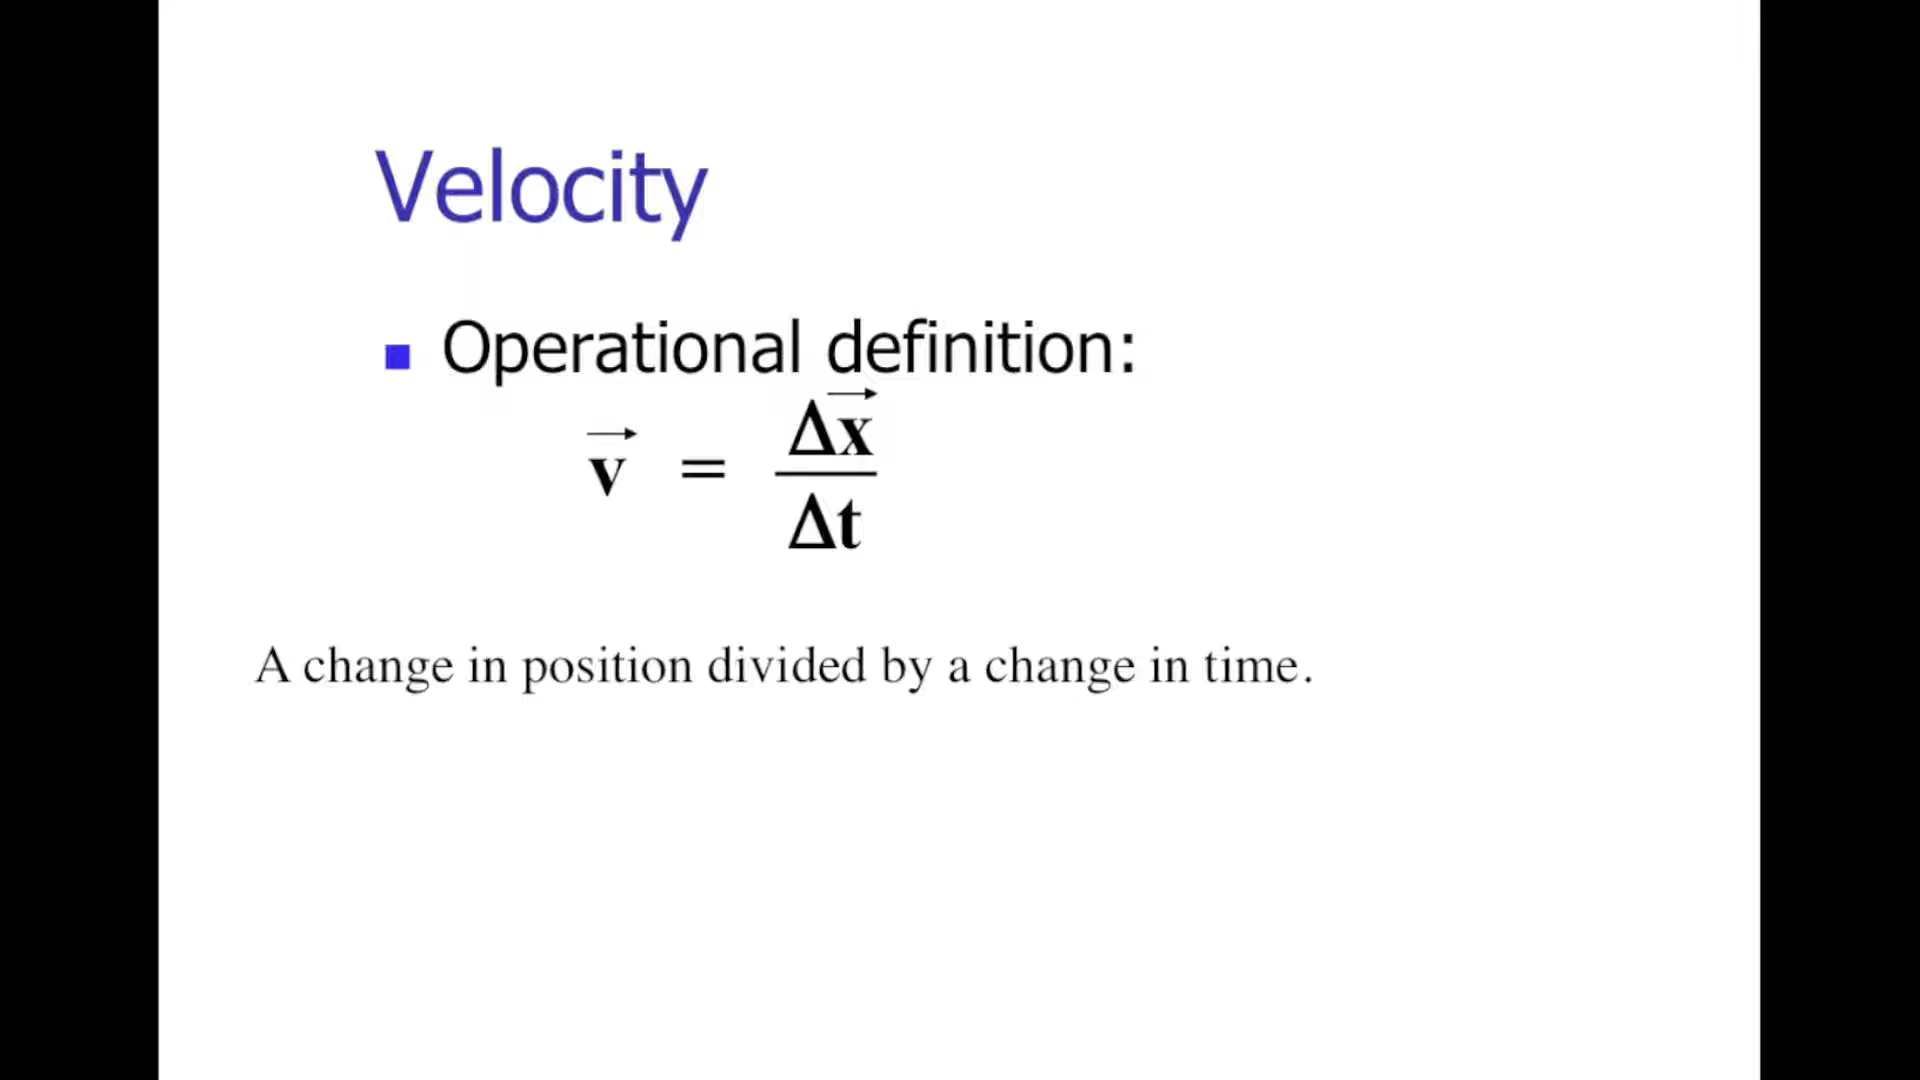 Velocity
■ Operational definition:
v⃗ = Δx⃗ / Δt
A change in position divided by a change in time.